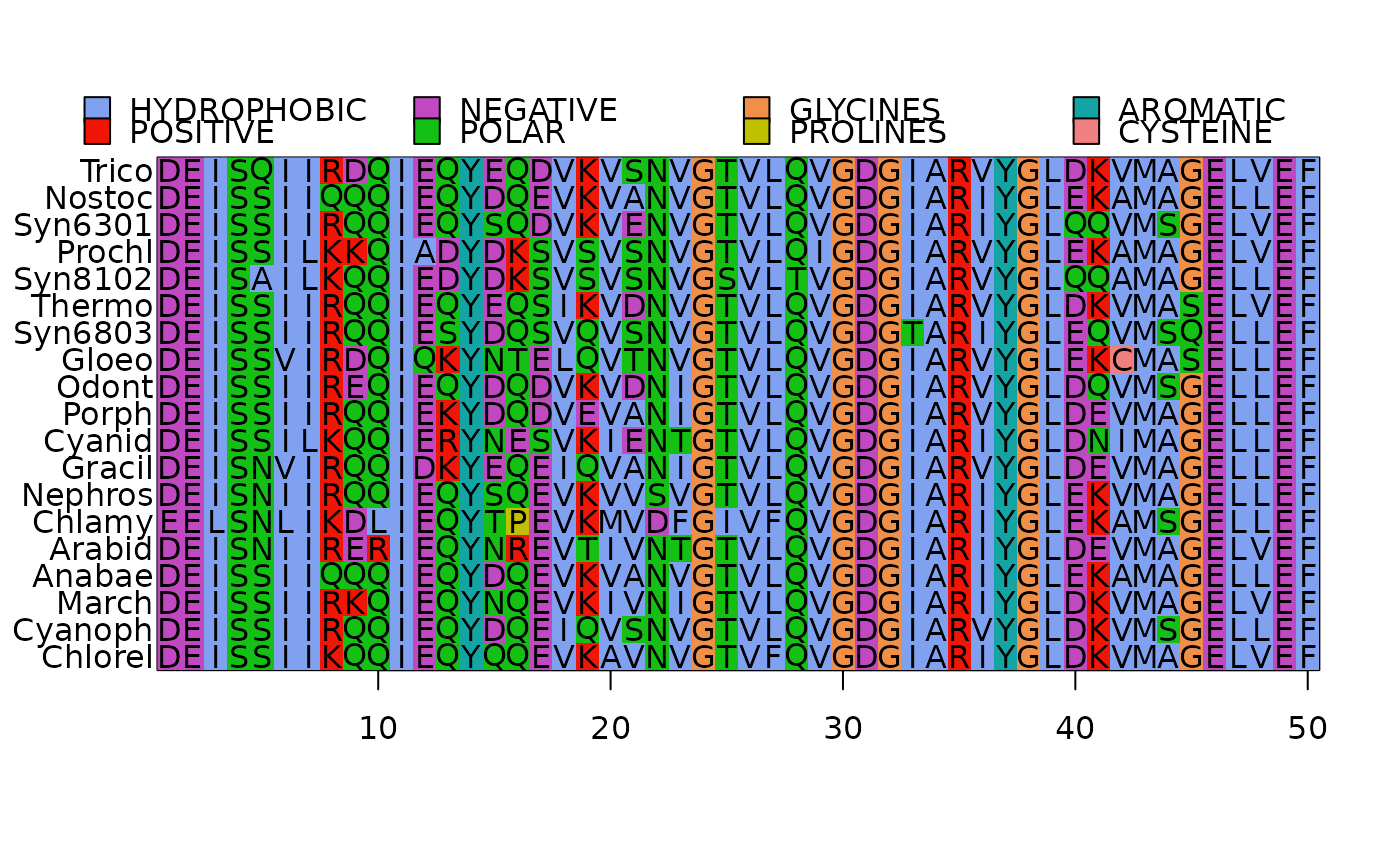 HYDROPHOBIC NEGATIVE GLYCINES AROMATIC
POSITIVE POLAR PROLINES CYSTEINE
Trico DEISQIIRDQIEQYEQDVKVSNVGTVLQVGDGIARVYGLDKVMAGELVEF
Nostoc DEISSIIQQQIEQYDQEVKVANVGTVLQVGDGIARIYGLEKAMAGELLEF
Syn6301 DEISSIIRQQIEQYSQDVKVENVGTVLQVGDGIARIYGLQQVMSGELVEF
Prochl DEISSILKKQIADYDKSVSVSNVGTVLQIGDGIARVYGLEKAMAGELLEF
Syn8102 DEISAILKQQIEDYDKSVSVSNVGSVLTVGDGIARVYGLQQAMAGELLEF
Thermo DEISSIIRQQIEQYEQSIKVDNVGTVLQVGDGIARVYGLDKVMASELVEF
Syn6803 DEISSIIRQQIESYDQSVQVSNVGTVLQVGDGTARIYGLEQVMSQELLEF
Gloeo DEISSVIRDQIQKYNTELQVTNVGTVLQVGDGIARVYGLEKCMASELLEF
Odont DEISSIIREQIEQYDQDVKVDNIGTVLQVGDGIARVYGLDQVMSGELLEF
Porph DEISSIIRQQIEKYDQDVEVANIGTVLQVGDGIARVYGLDEVMAGELLEF
Cyanid DEISSILKQQIERYNESVKIENTGTVLQVGDGIARIYGLDNIMAGELLEF
Gracil DEISNVIRQQIDKYEQEIQVANIGTVLQVGDGIARVYGLDEVMAGELLEF
Nephros DEISNIIRQQIEQYSQEVKVVSVGTVLQVGDGIARIYGLEKVMAGELLEF
Chlamy EELSNLIKDLIEQYTPEVKMVDFGIVFQVGDGIARIYGLEKAMSGELLEF
Arabid DEISNIIRERIEQYNREVTIVNTGTVLQVGDGIARIYGLDEVMAGELVEF
Anabae DEISSIIQQQIEQYDQEVKVANVGTVLQVGDGIARIYGLEKAMAGELLEF
March DEISSIIRKQIEQYNQEVKIVNIGTVLQVGDGIARIYGLDKVMAGELVEF
Cyanoph DEISSIIRQQIEQYDQEIQVSNVGTVLQVGDGIARVYGLDKVMSGELLEF
Chlorel DEISSIIKQQIEQYQQEVKAVNVGTVFQVGDGIARIYGLDKVMAGELVEF
10 20 30 40 50